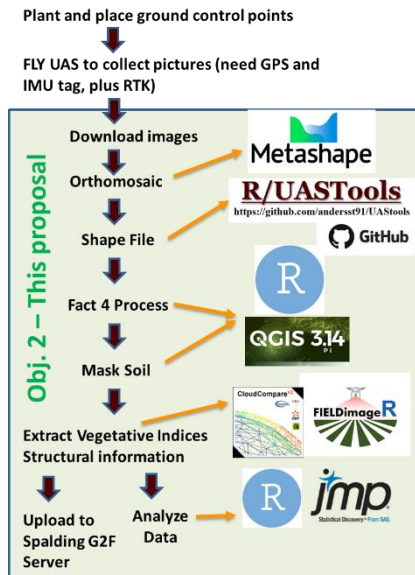 Plant and place ground control points
FLY UAS to collect pictures (need GPS and
IMU tag, plus RTK)
Obj. 2 – This proposal
Download images
Metashape
Orthomosaic
R/UASTools
https://github.com/andersst91/UAStools
Shape File
GitHub
R
Fact 4 Process
QGIS 3.14
Pi
Mask Soil
CloudCompare
FIELDimageR
Extract Vegetative Indices
Structural information
Upload to
Spalding G2F
Server
Analyze
Data
R
jmp
Statistical Discovery. From SAS.